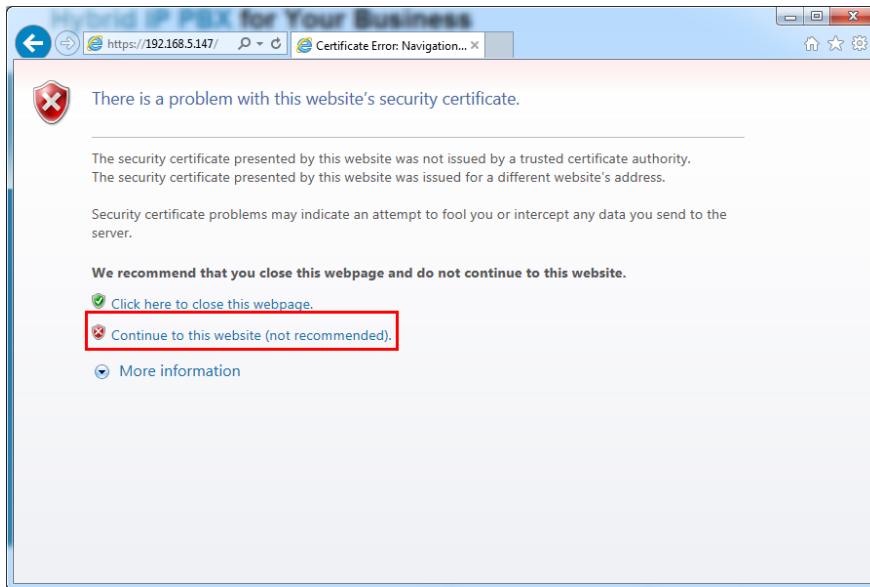 Hybrid IP PBX for Your Business
https://192.168.5.147/
Certificate Error: Navigation...
There is a problem with this website's security certificate.
The security certificate presented by this website was not issued by a trusted certificate authority.
The security certificate presented by this website was issued for a different website's address.
Security certificate problems may indicate an attempt to fool you or intercept any data you send to the
server.
We recommend that you close this webpage and do not continue to this website.
Click here to close this webpage.
Continue to this website (not recommended).
More information